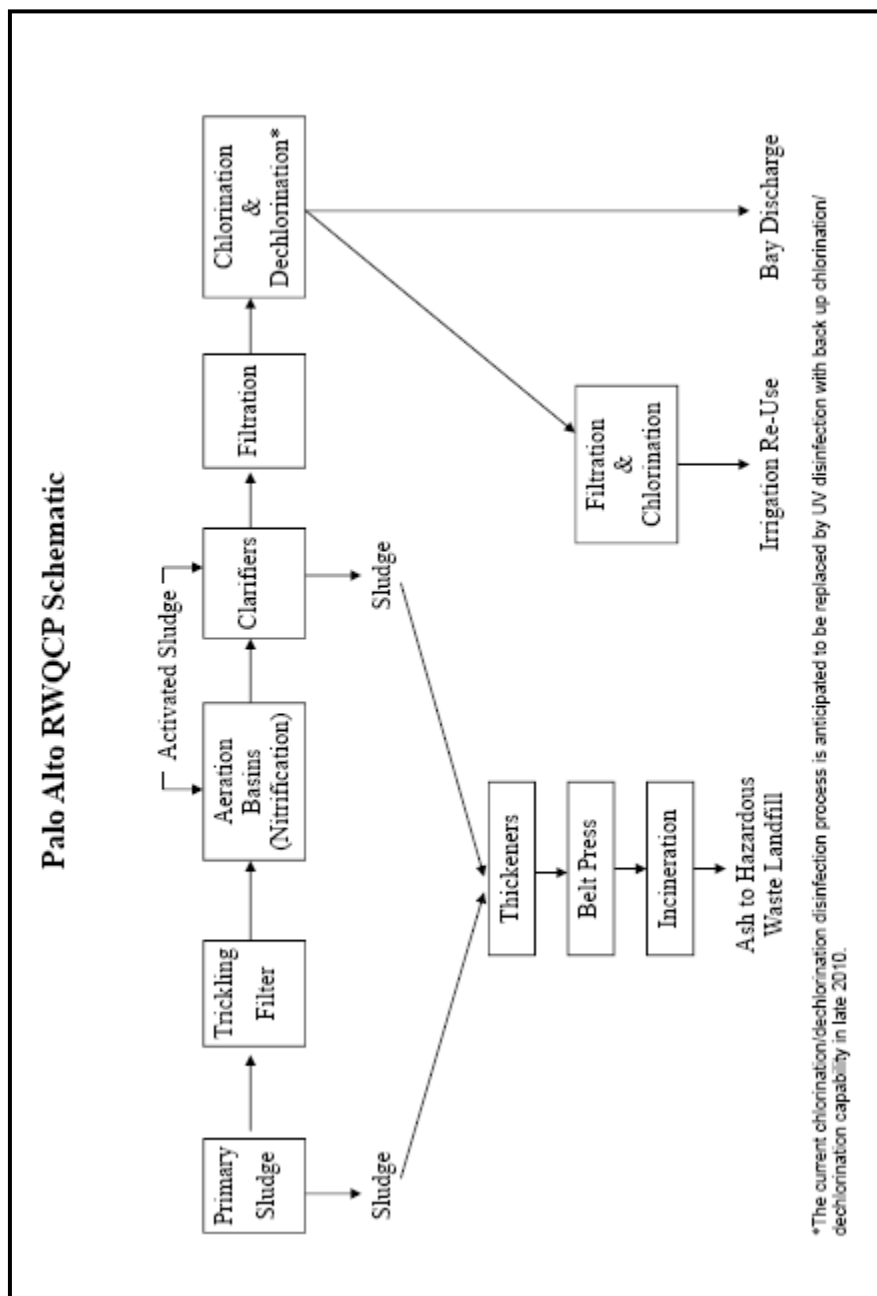 Palo Alto RWQCP Schematic
Activated Sludge
Primary
Sludge
Trickling
Filter
Aeration
Basins
(Nitrification)
Clarifiers
Filtration
Chlorination
&
Dechlorination*
Sludge
Sludge
Thickeners
Belt Press
Incineration
Ash to Hazardous
Waste Landfill
Filtration
&
Chlorination
Irrigation Re-Use
Bay Discharge
*The current chlorination/dechlorination disinfection process is anticipated to be replaced by UV disinfection with back up chlorination/
dechlorination capability in late 2010.